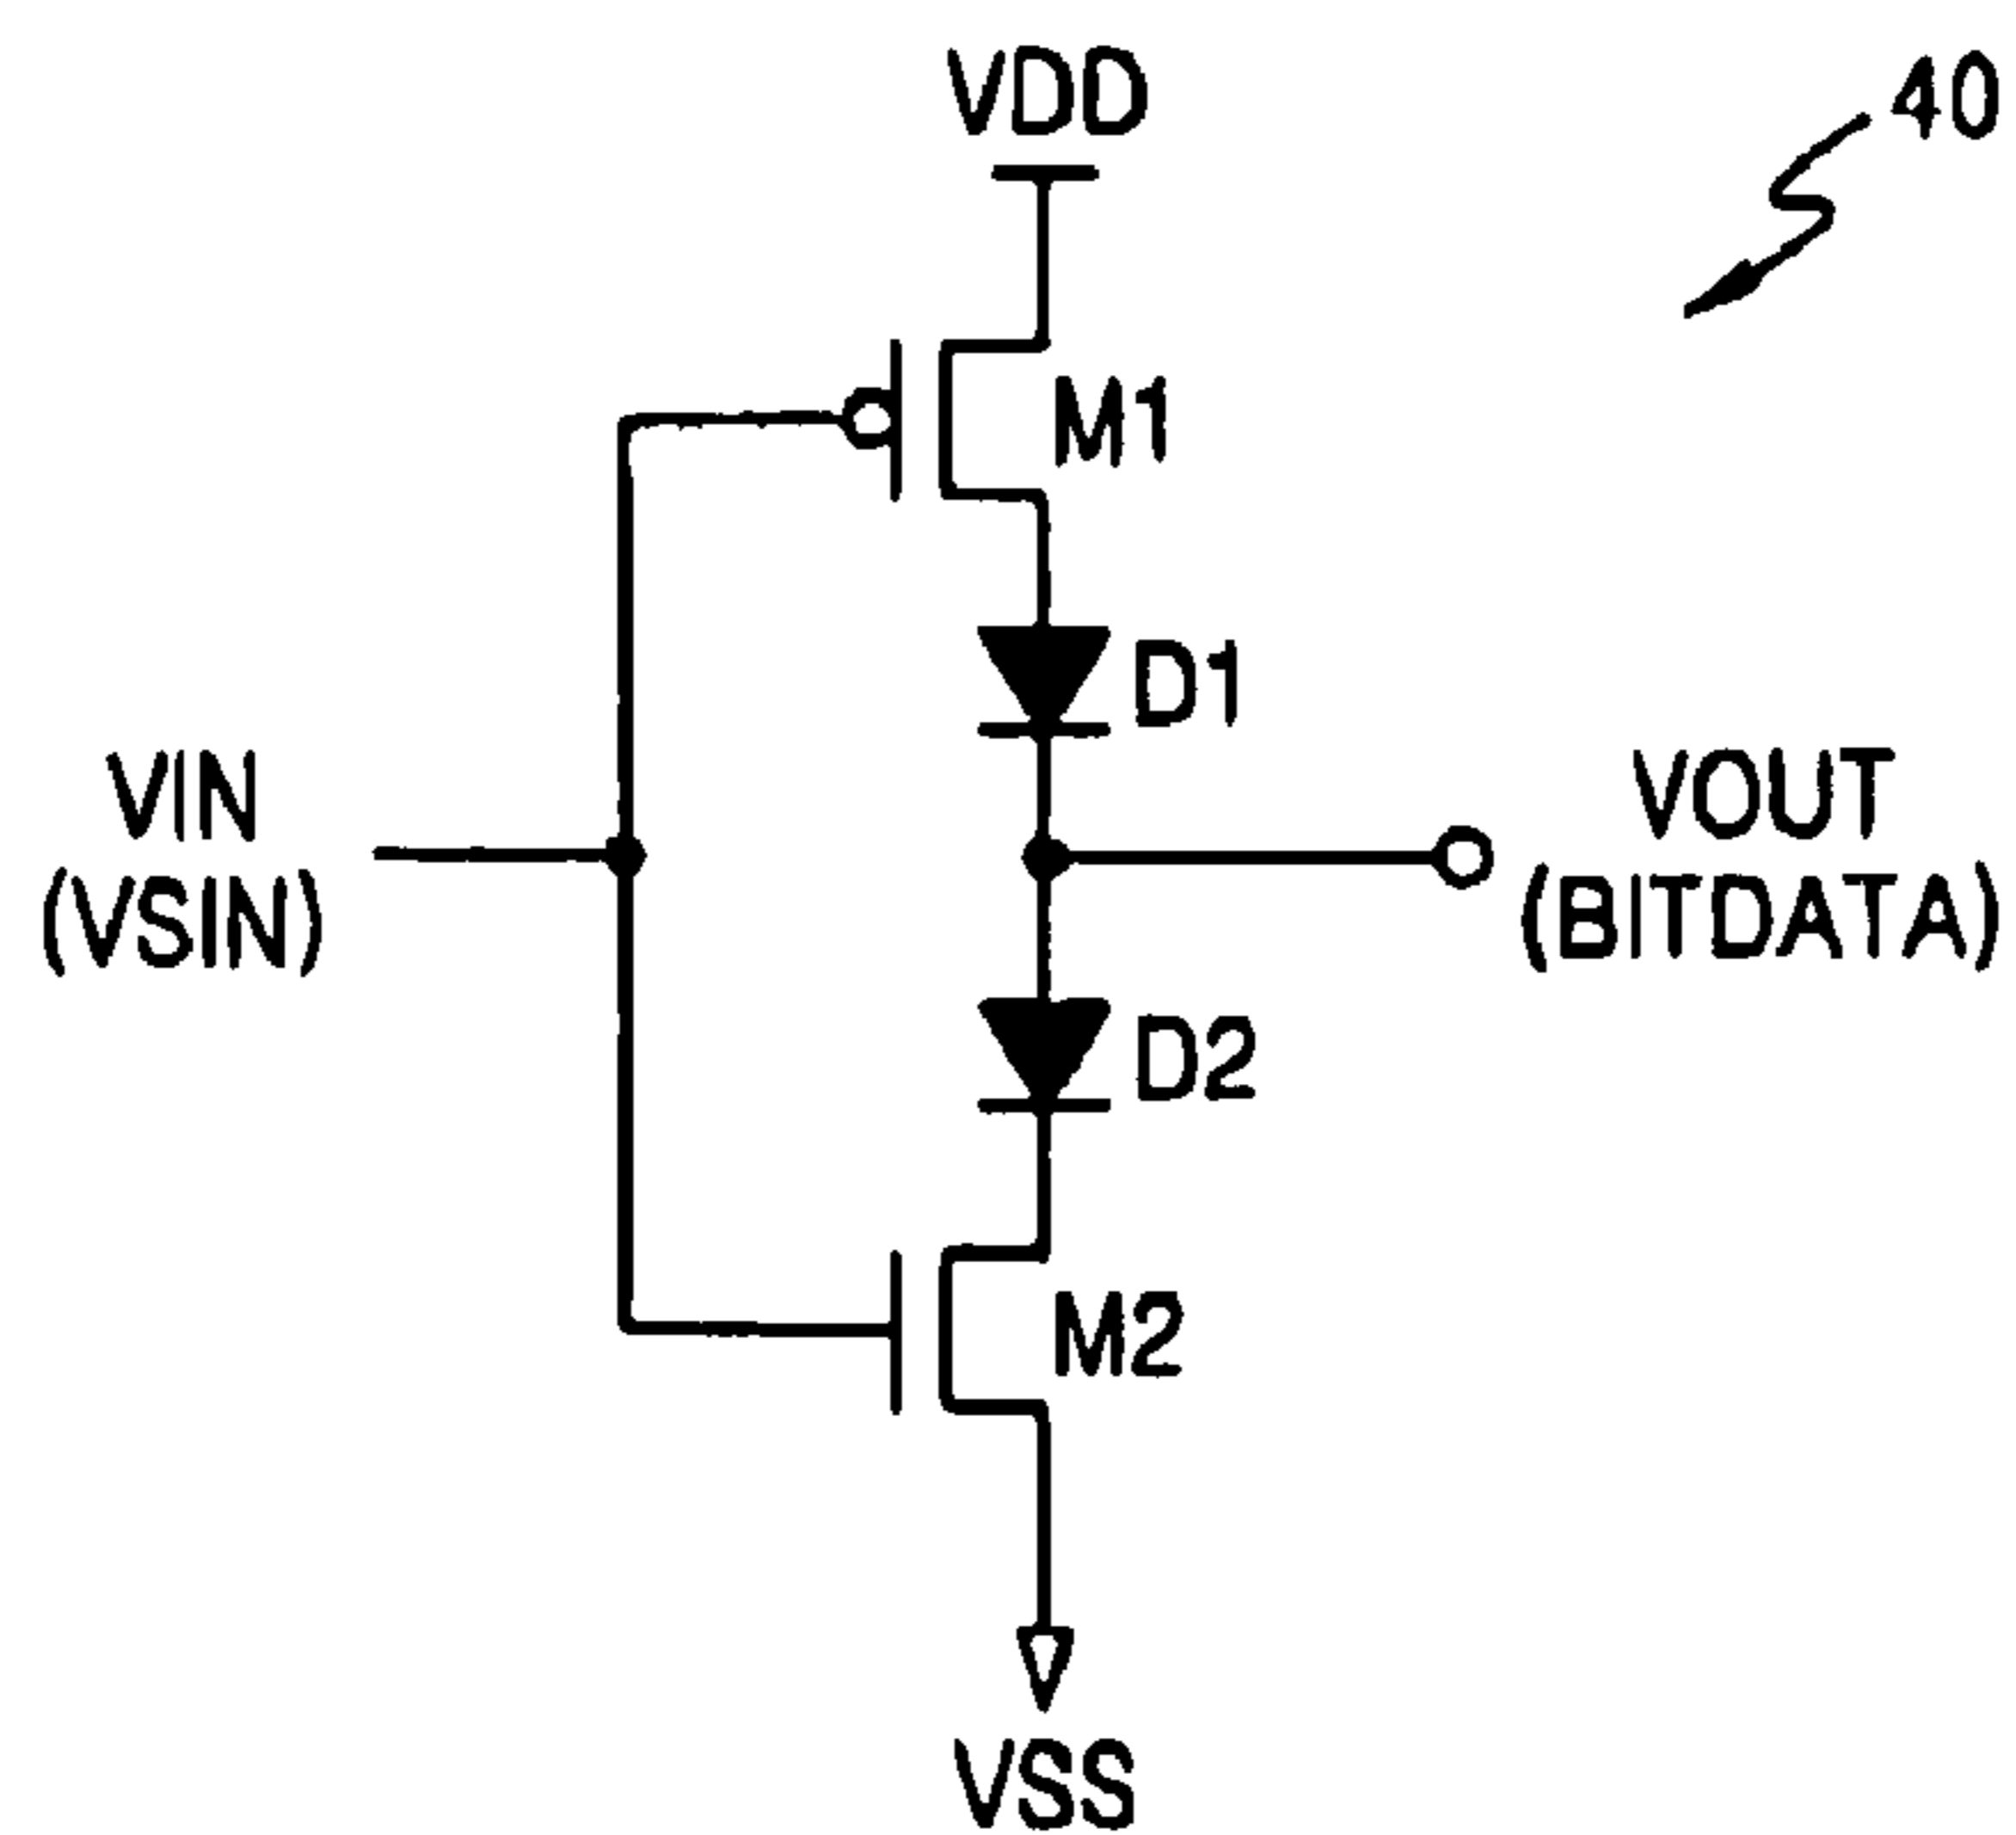 VDD
40
M1
D1
VIN
(VSIN)
VOUT
(BITDATA)
D2
M2
VSS